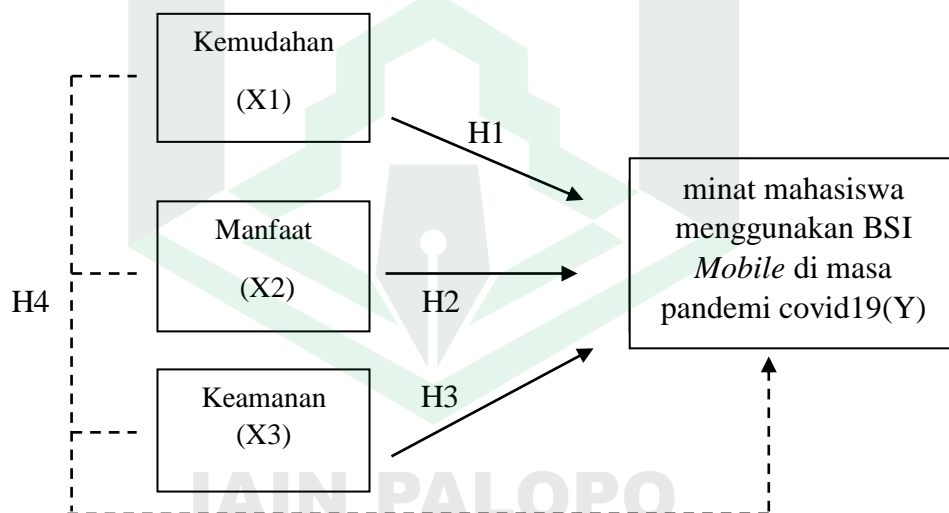 Kemudahan
(X1)
H1
Manfaat
(X2)
H2
Keamanan
(X3)
H3
H4
minat mahasiswa
menggunakan BSI
Mobile di masa
pandemi covid19(Y)
IAIN PALOPO